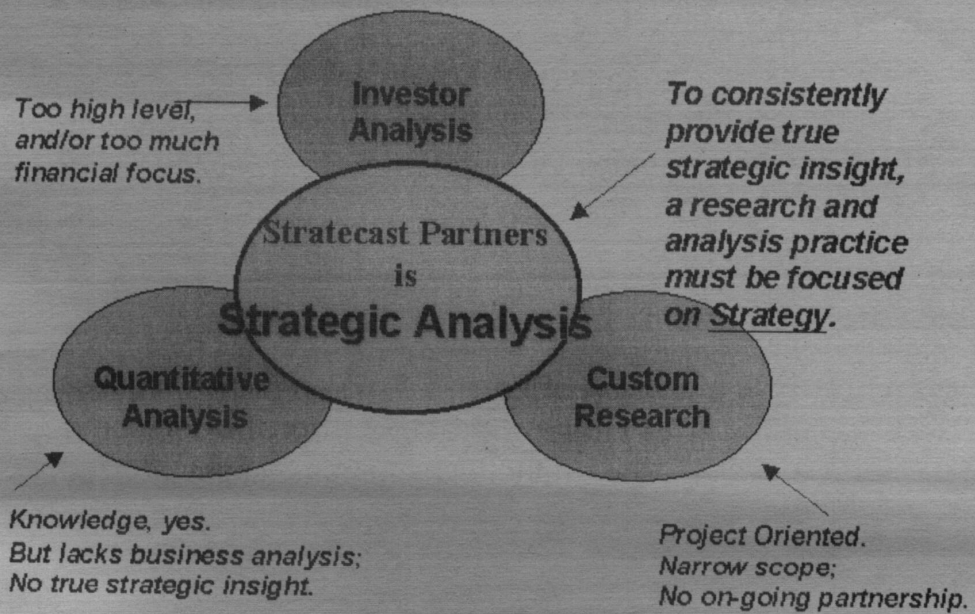 Investor
Analysis
Too high level,
and/or too much
financial focus.
To consistently
provide true
strategic insight,
a research and
analysis practice
must be focused
on Strategy.
Stratecast Partners
is
Strategic Analysis
Quantitative
Analysis
Custom
Research
Knowledge, yes.
But lacks business analysis;
No true strategic insight.
Project Oriented.
Narrow scope;
No on-going partnership.